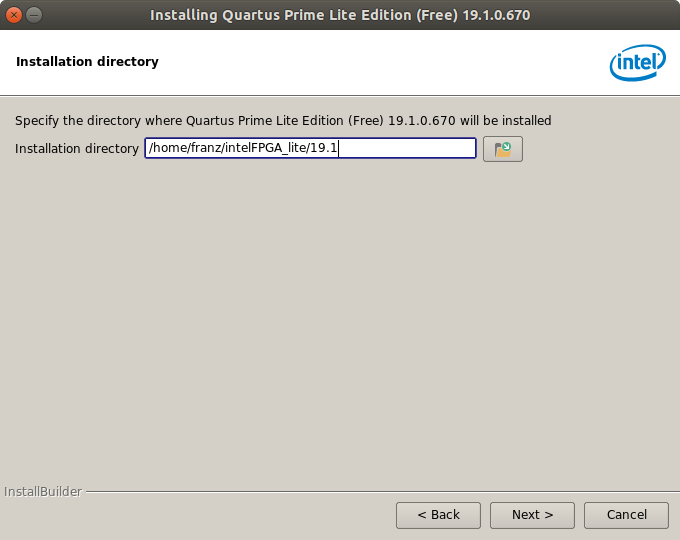 Installing Quartus Prime Lite Edition (Free) 19.1.0.670
Installation directory
intel
Specify the directory where Quartus Prime Lite Edition (Free) 19.1.0.670 will be installed
Installation directory /home/franz/intelFPGA_lite/19.1
InstallBuilder
< Back Next > Cancel